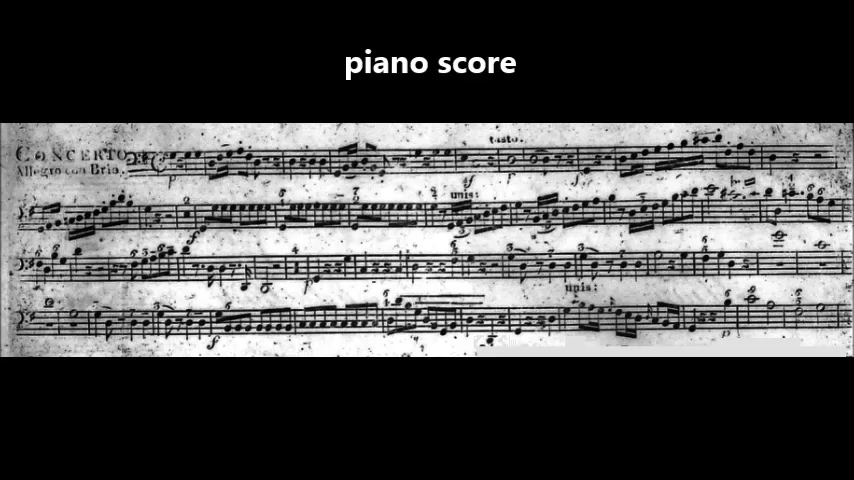 piano score
CONCERTO
Allegro con Brio.
tasto.
unis:
unis: